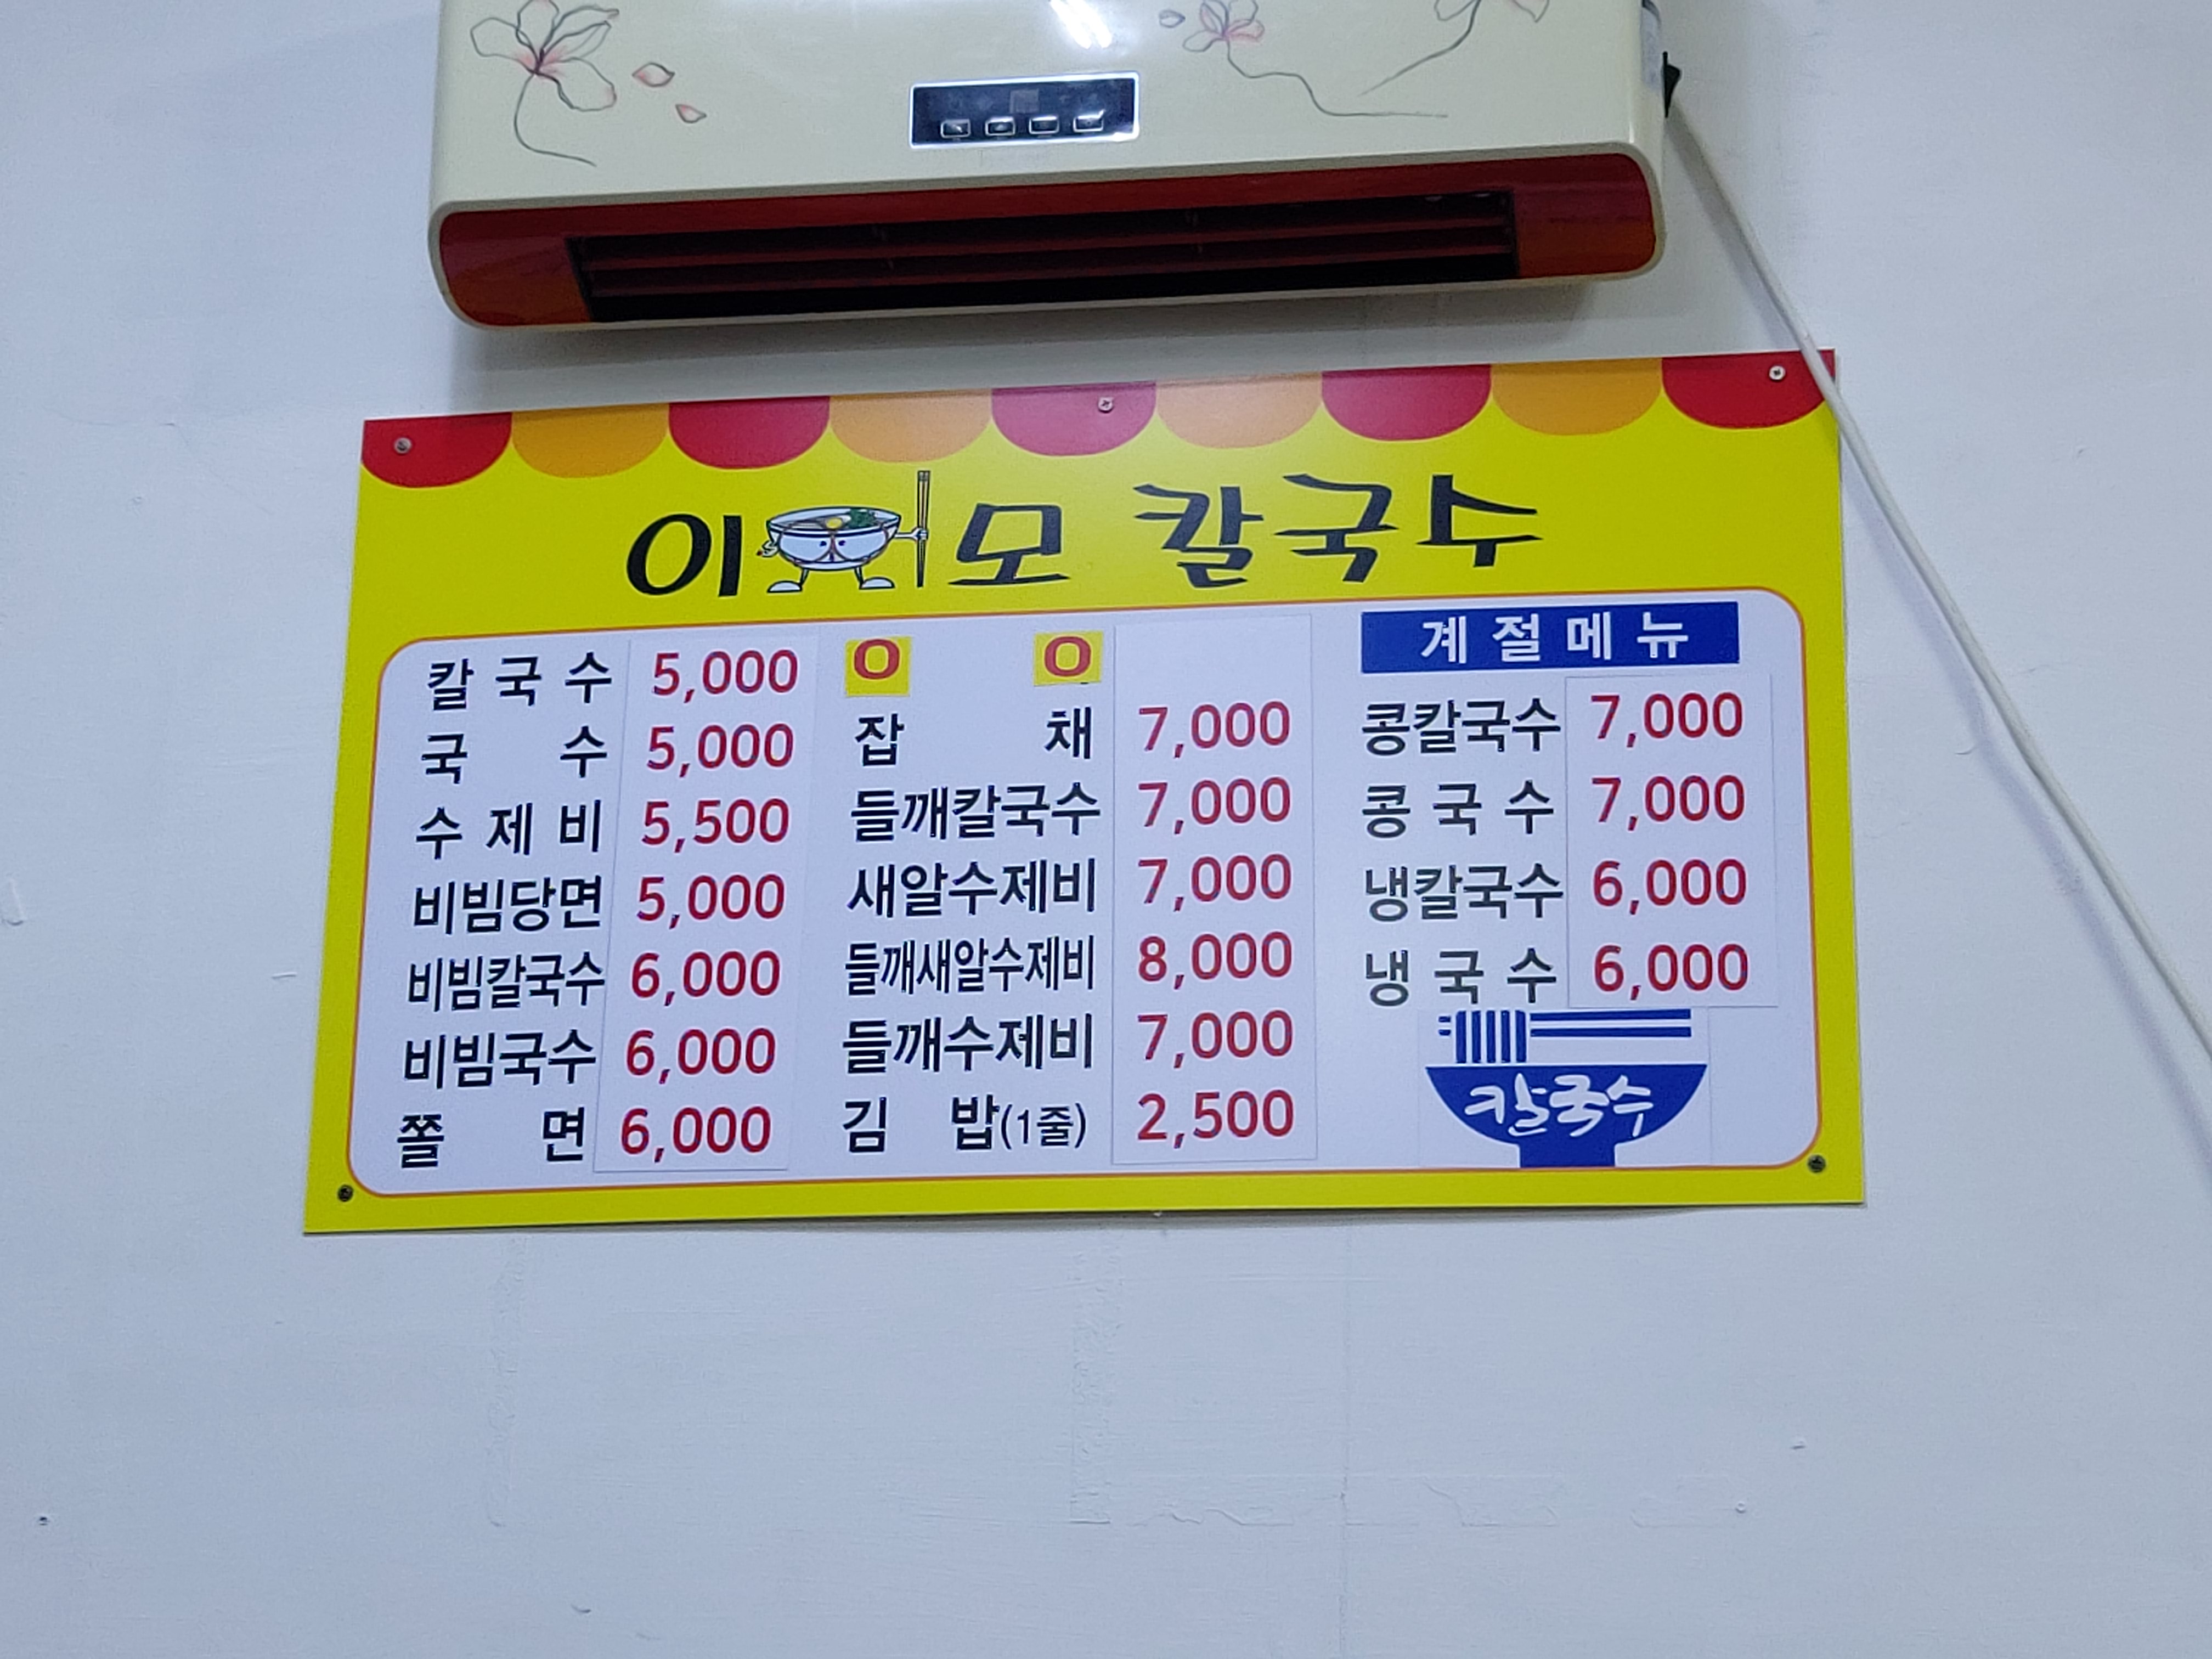 이모 칼국수
칼국수 5,000
국수 5,000
수제비 5,500
비빔당면 5,000
비빔칼국수 6,000
비빔국수 6,000
쫄면 6,000
O O
잡채 7,000
들깨칼국수 7,000
새알수제비 7,000
들깨새알수제비 8,000
들깨수제비 7,000
김밥(1줄) 2,500
계절메뉴
콩칼국수 7,000
콩국수 7,000
냉칼국수 6,000
냉국수 6,000
칼국수